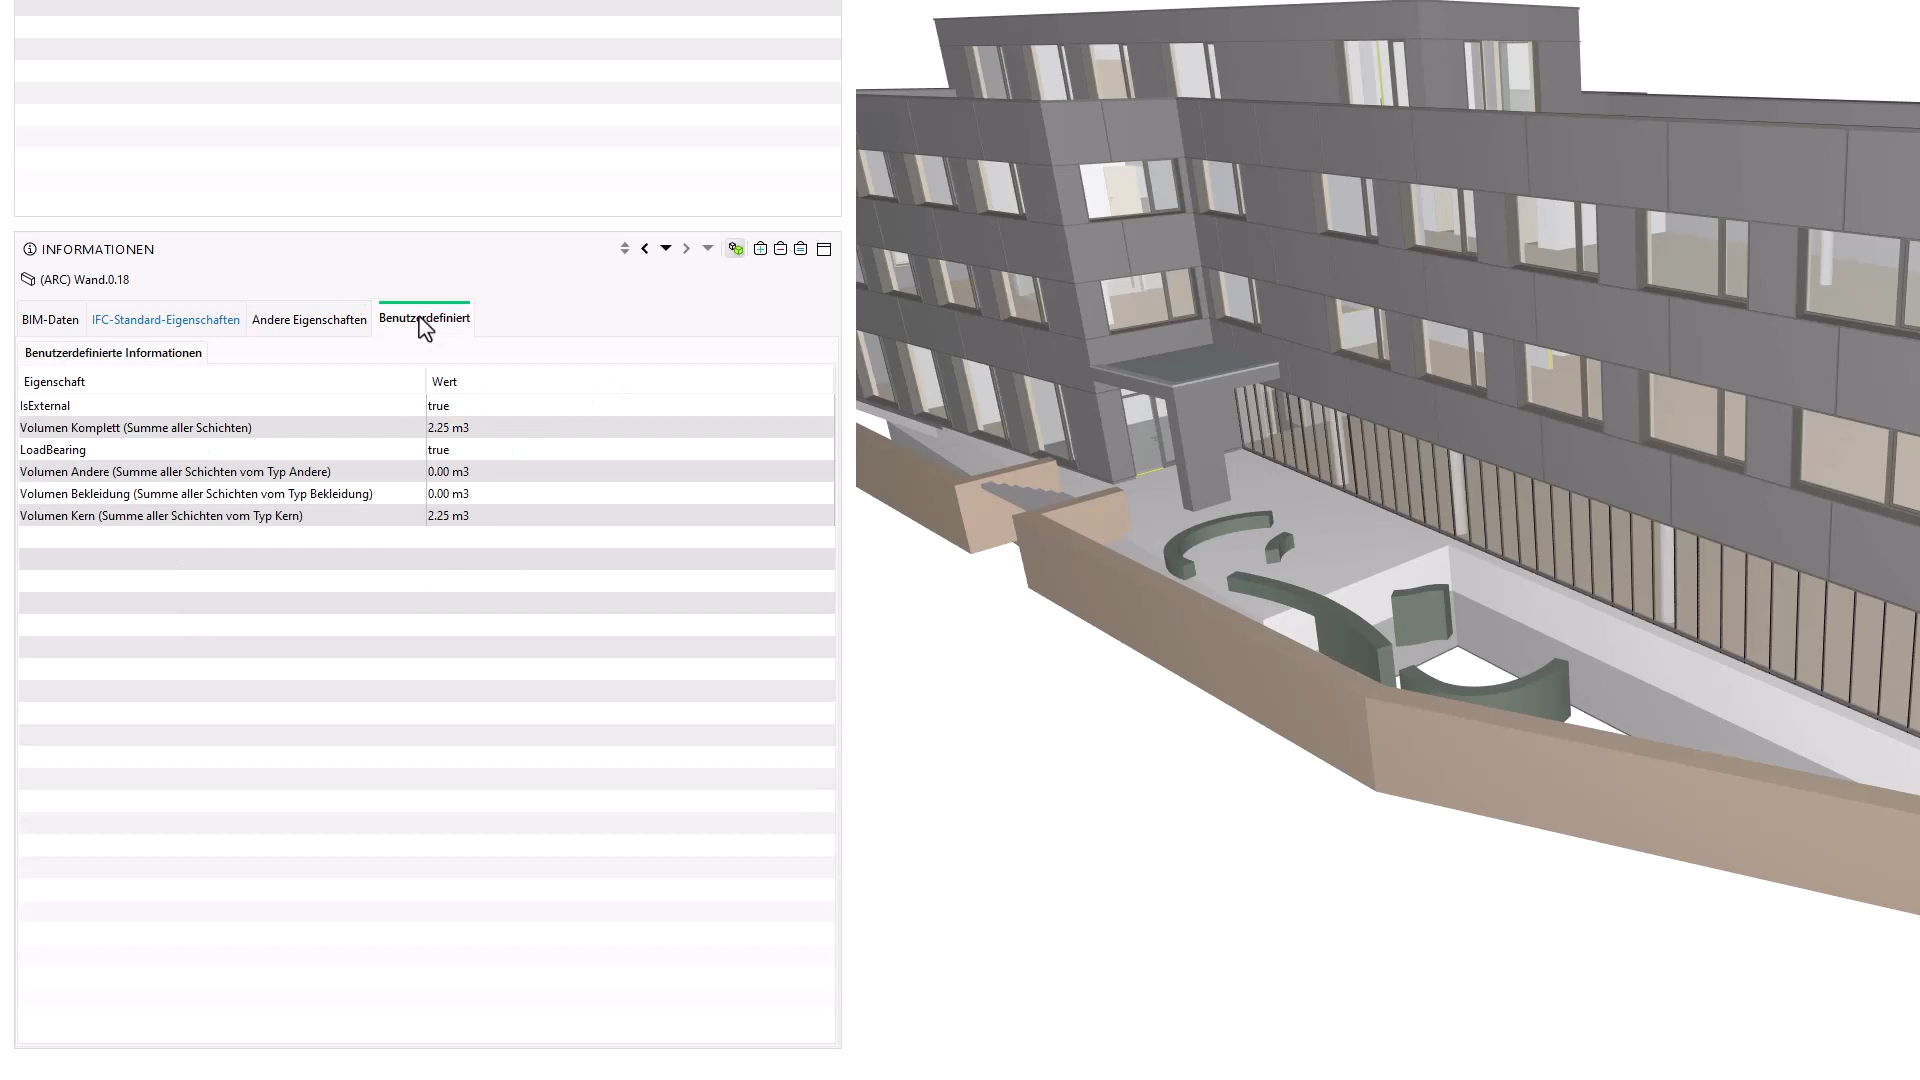 INFORMATIONEN
(ARC) Wand.0.18
BIM-Daten IFC-Standard-Eigenschaften Andere Eigenschaften Benutzerdefiniert
Benutzerdefinierte Informationen
Eigenschaft Wert
IsExternal true
Volumen Komplett (Summe aller Schichten) 2.25 m3
LoadBearing true
Volumen Andere (Summe aller Schichten vom Typ Andere) 0.00 m3
Volumen Bekleidung (Summe aller Schichten vom Typ Bekleidung) 0.00 m3
Volumen Kern (Summe aller Schichten vom Typ Kern) 2.25 m3